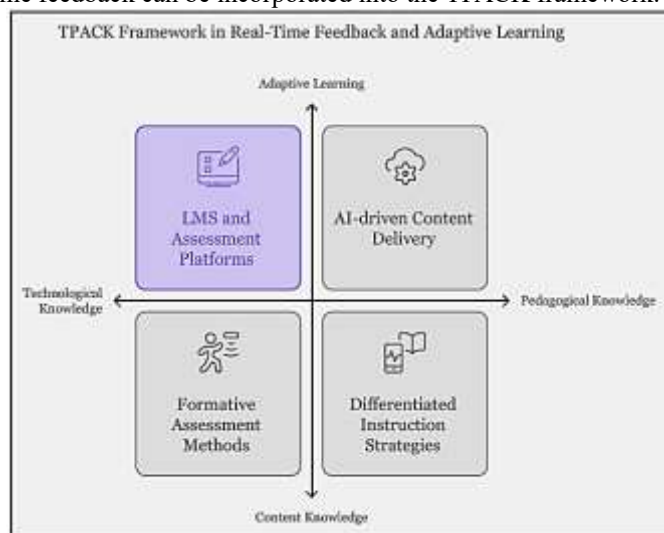 TPACK Framework in Real-Time Feedback and Adaptive Learning
Adaptive Learning
LMS and
Assessment
Platforms
AI-driven Content
Delivery
Technological
Knowledge
Pedagogical Knowledge
Formative
Assessment
Methods
Differentiated
Instruction
Strategies
Content Knowledge